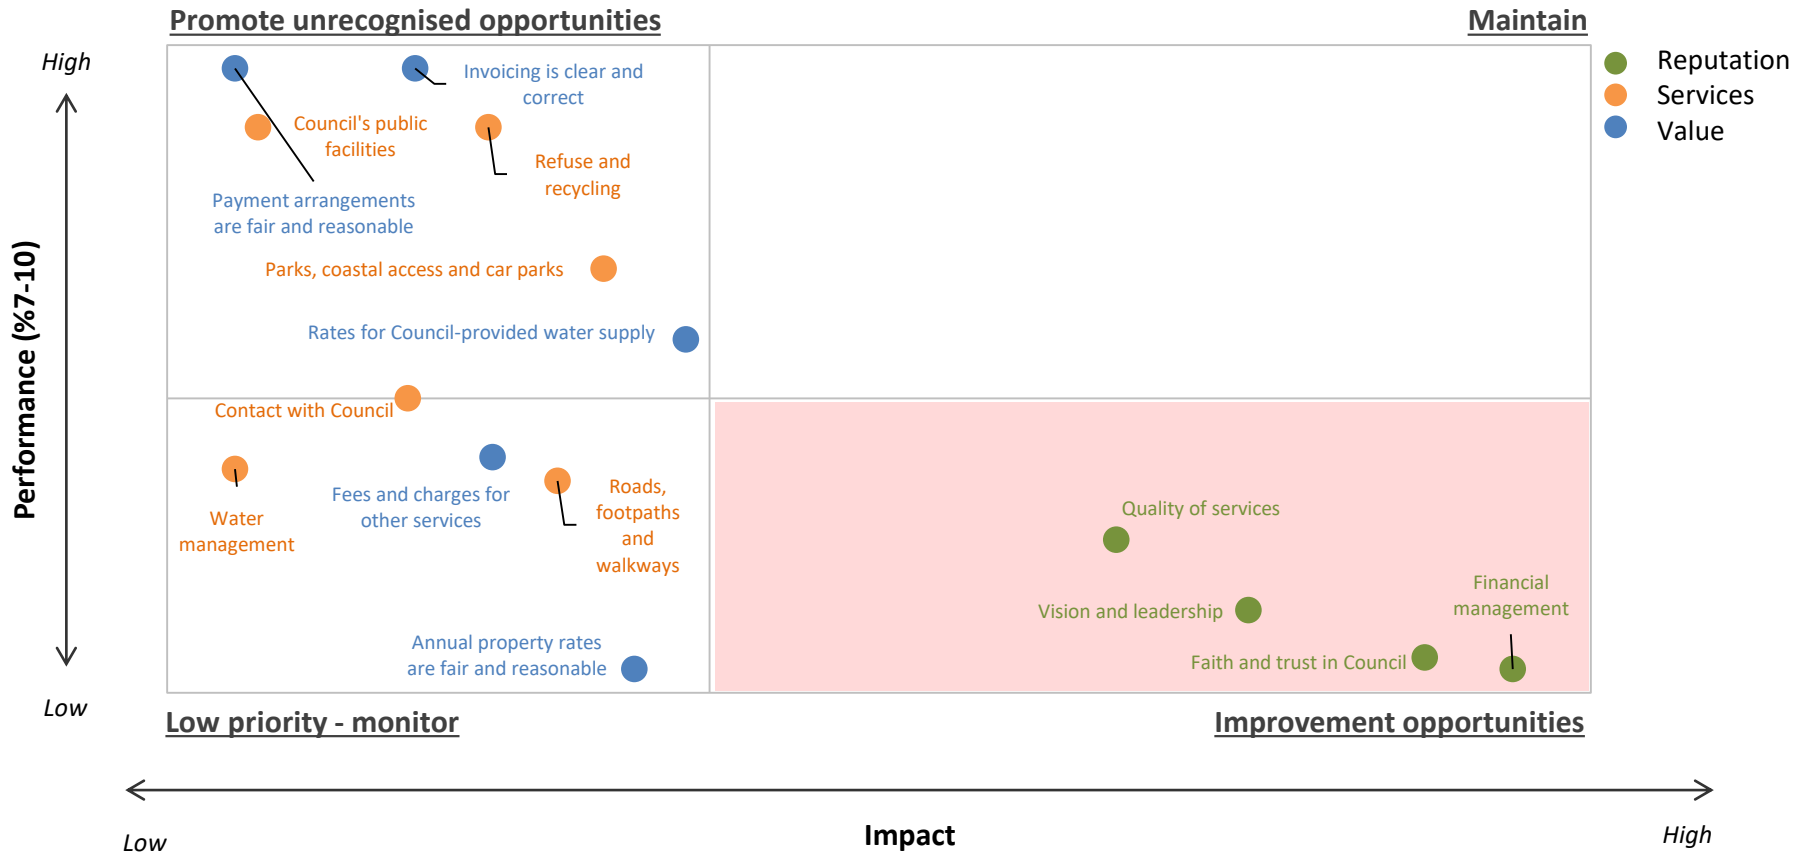 Promote unrecognised opportunities
Maintain
High
Reputation
Services
Value
Invoicing is clear and
correct
Council's public
facilities
Refuse and
recycling
Payment arrangements
are fair and reasonable
Parks, coastal access and car parks
Rates for Council-provided water supply
Performance (%7-10)
Contact with Council
Water
management
Fees and charges for
other services
Roads,
footpaths
and
walkways
Quality of services
Financial
management
Vision and leadership
Annual property rates
are fair and reasonable
Faith and trust in Council
Low
Low priority - monitor
Improvement opportunities
Low
Impact
High